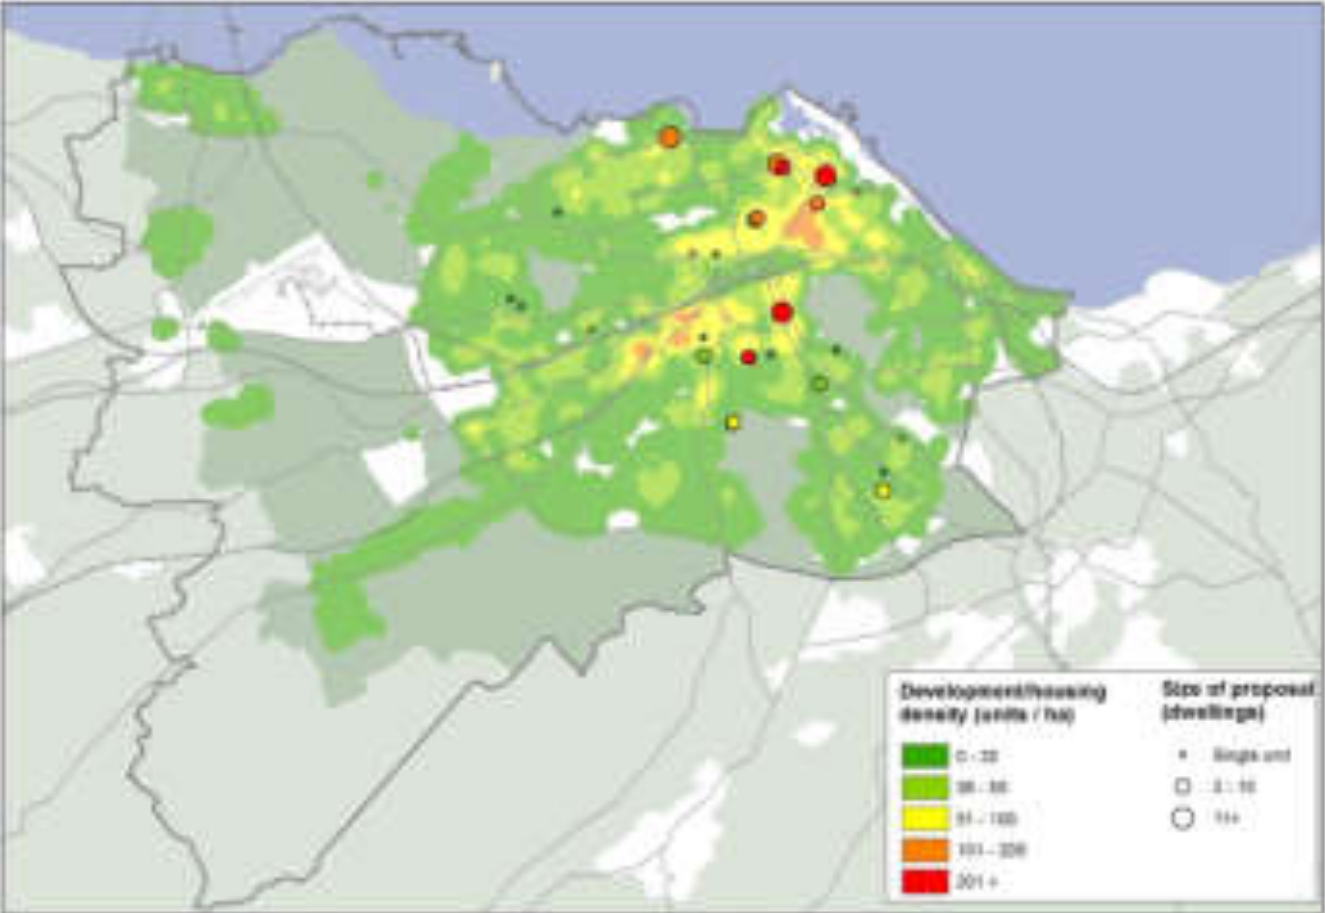 Development/housing
density (units / ha)
Size of proposal
(dwellings)
Single unit
51 - 100
101 - 200
201 +
2 - 10
11+